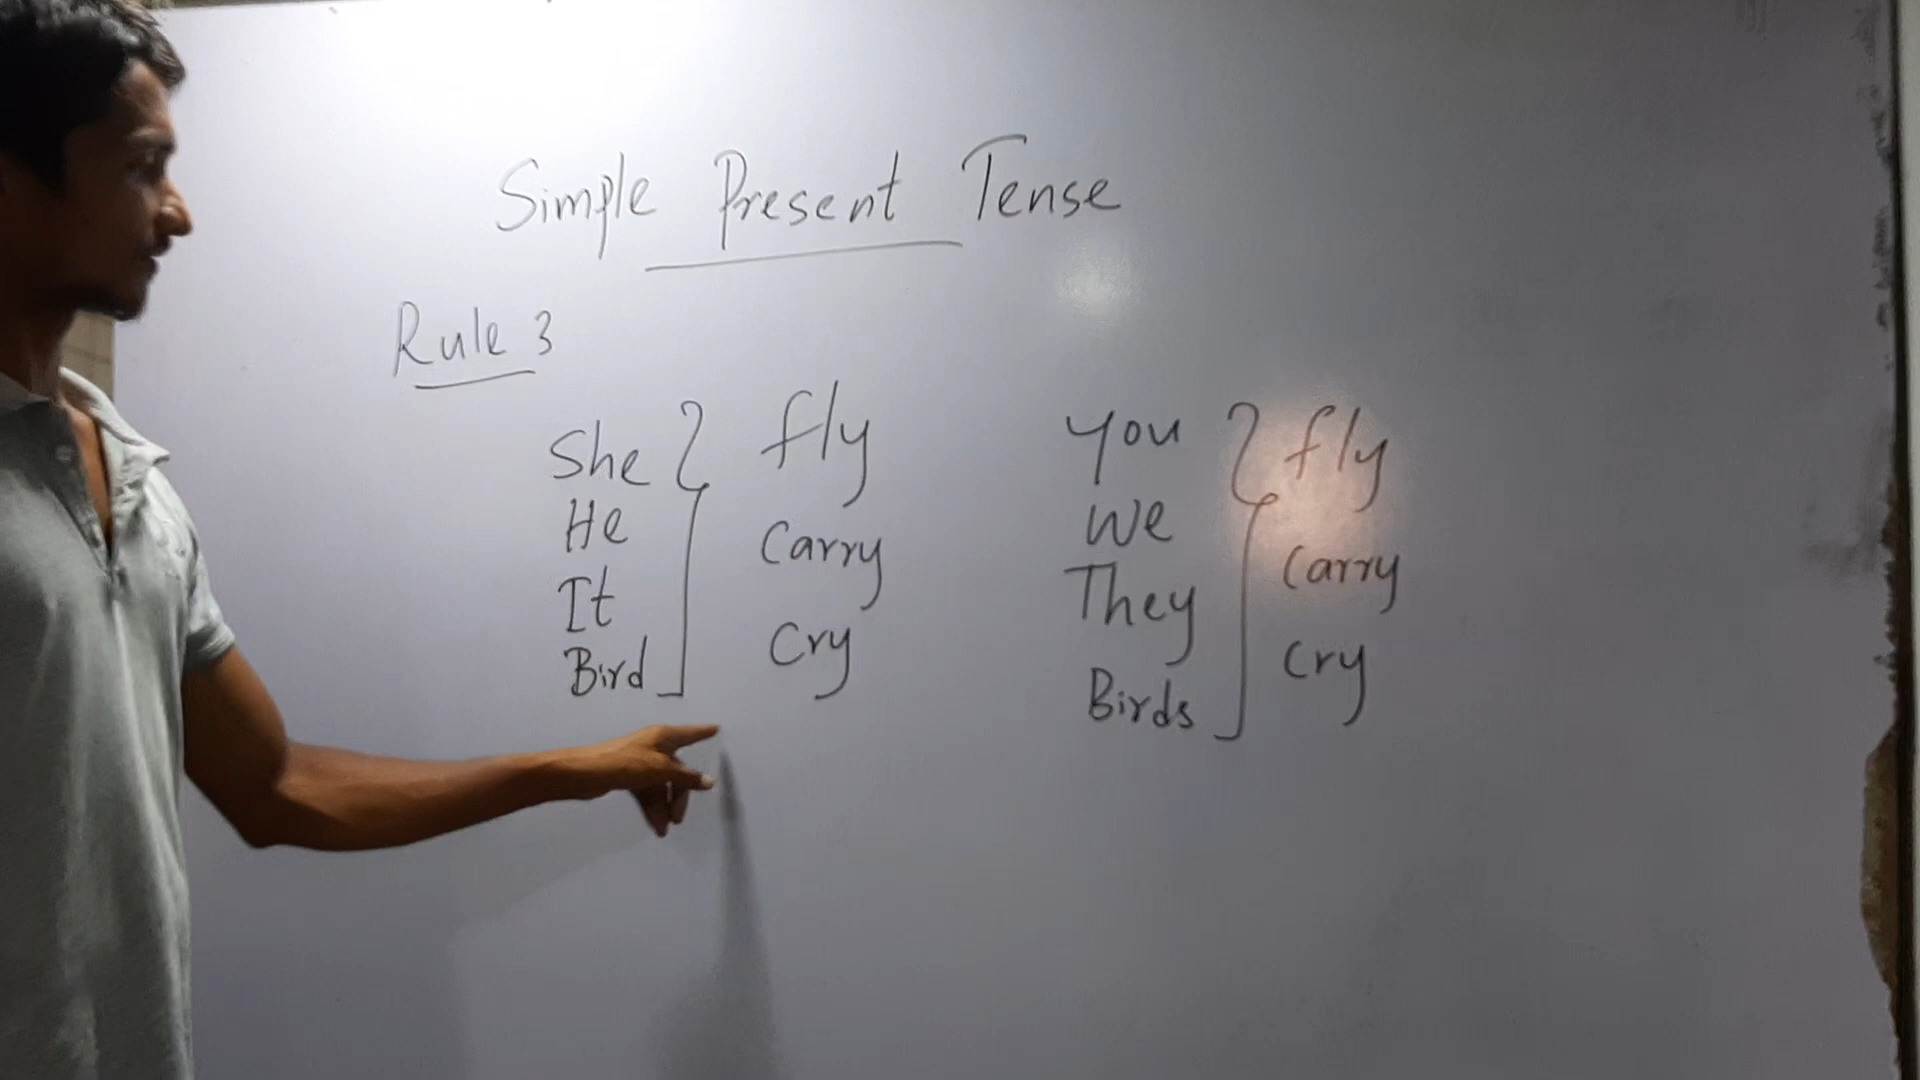 Simple Present Tense
Rule 3
She
He
It
Bird
fly
Carry
Cry
You
We
They
Birds
fly
Carry
Cry